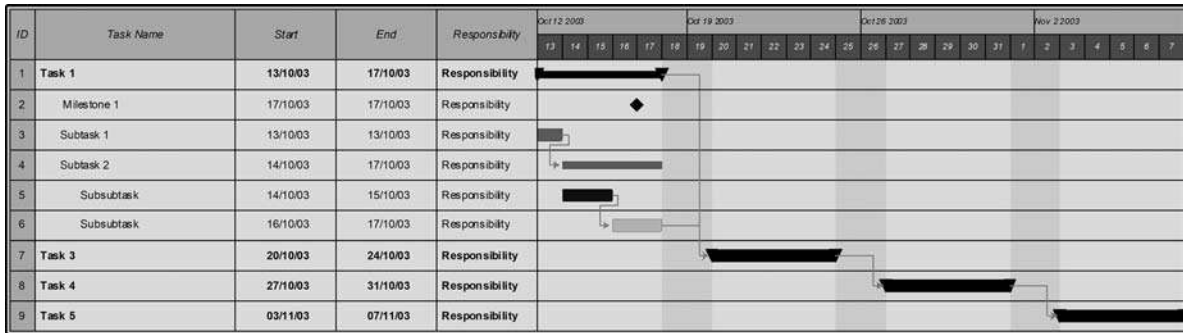 ID Task Name Start End Responsibility Oct 12 2003 Oct 19 2003 Oct 26 2003 Nov 2 2003
13 14 15 16 17 18 19 20 21 22 23 24 25 26 27 28 29 30 31 1 2 3 4 5 6 7
1 Task 1 13/10/03 17/10/03 Responsibility
2 Milestone 1 17/10/03 17/10/03 Responsibility
3 Subtask 1 13/10/03 13/10/03 Responsibility
4 Subtask 2 14/10/03 17/10/03 Responsibility
5 Subsubtask 14/10/03 15/10/03 Responsibility
6 Subsubtask 16/10/03 17/10/03 Responsibility
7 Task 3 20/10/03 24/10/03 Responsibility
8 Task 4 27/10/03 31/10/03 Responsibility
9 Task 5 03/11/03 07/11/03 Responsibility